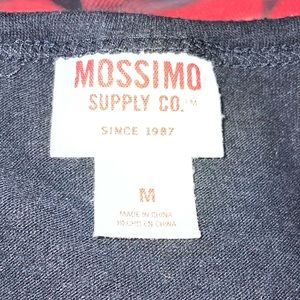 MOSSIMO
SUPPLY CO.™
SINCE 1987
M
MADE IN CHINA
HECHO EN CHINA